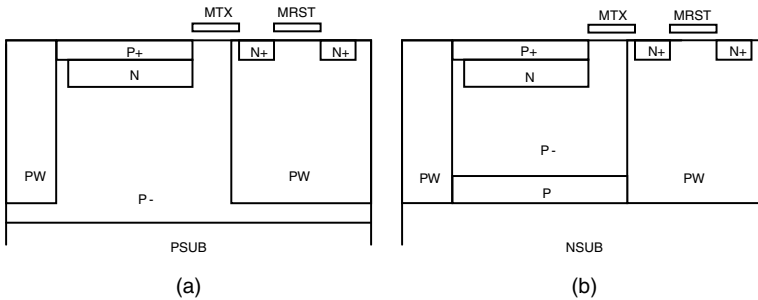 MTX MRST
P+ N+ N+
N
PW
P-
PW
PSUB
(a)
MTX MRST
P+ N+ N+
N
P-
PW
PW
P
NSUB
(b)